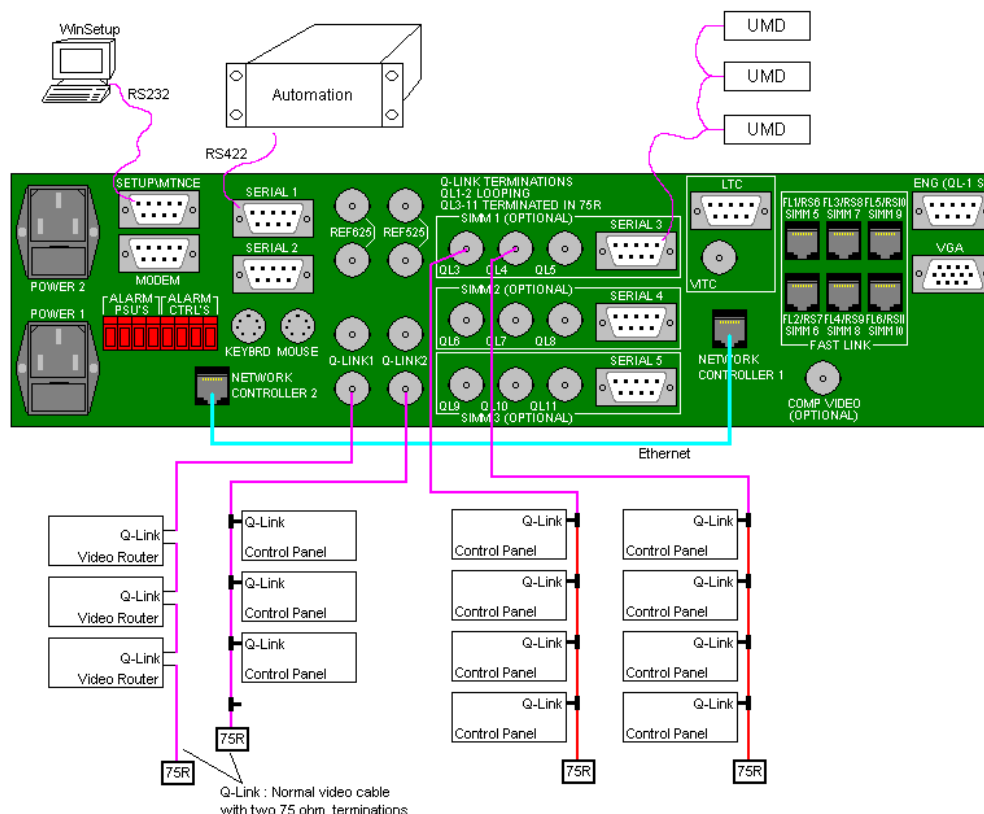 WinSetup
RS232
Automation
RS422
UMD
UMD
UMD
SETUP\MTNCE
MODEM
POWER 2
POWER 1
ALARM PSU'S
ALARM CTRL'S
SERIAL 1
SERIAL 2
KEYBRD
MOUSE
NETWORK
CONTROLLER 2
REF625
REF525
Q-LINK1
Q-LINK2
Q-LINK TERMINATIONS
QL1-2 LOOPING
QL3-11 TERMINATED IN 75R
SIMM 1 (OPTIONAL)
SERIAL 3
QL3
QL4
QL5
SIMM 2 (OPTIONAL)
SERIAL 4
QL6
QL7
QL8
SERIAL 5
QL9
QL10
QL11
SIMM 3 (OPTIONAL)
LTC
VITC
NETWORK
CONTROLLER 1
FL1/RS6 FL3/RS8 FL5/RS10
SIMM 5 SIMM 7 SIMM 9
FL2/RS7 FL4/RS9 FL6/RS11
SIMM 6 SIMM 8 SIMM 10
FAST LINK
COMP VIDEO
(OPTIONAL)
ENG (QL-1 S
VGA
Ethernet
Q-Link
Video Router
Q-Link
Video Router
Q-Link
Video Router
75R
Q-Link
Control Panel
Q-Link
Control Panel
Q-Link
Control Panel
75R
Q-Link : Normal video cable
with two 75 ohm terminations
Q-Link
Control Panel
Q-Link
Control Panel
Q-Link
Control Panel
Q-Link
Control Panel
75R
Q-Link
Control Panel
Q-Link
Control Panel
Q-Link
Control Panel
Q-Link
Control Panel
75R